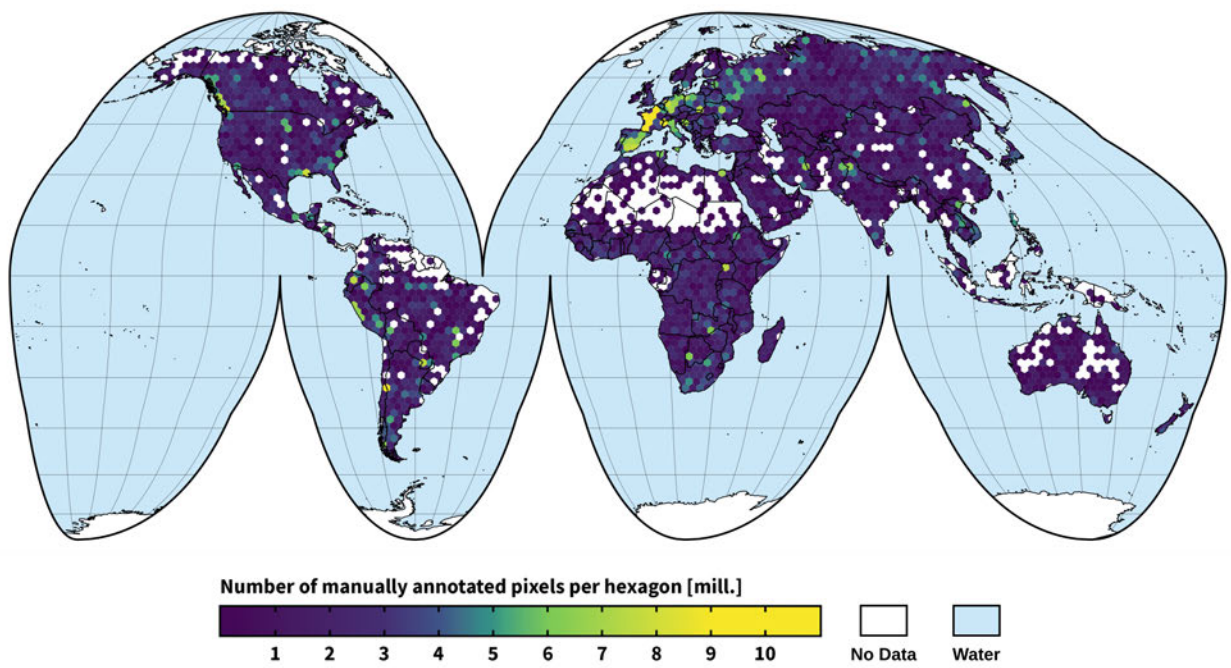 Number of manually annotated pixels per hexagon [mill.]
1 2 3 4 5 6 7 8 9 10
No Data Water